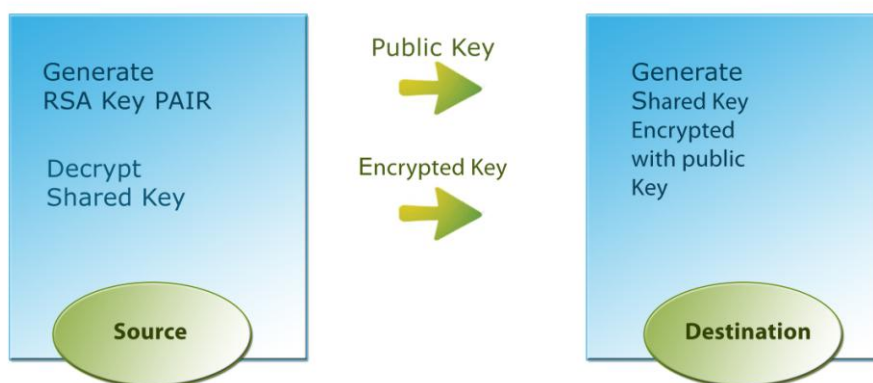 Generate
RSA Key PAIR
Decrypt
Shared Key
Source
Public Key
Encrypted Key
Generate
Shared Key
Encrypted
with public
Key
Destination